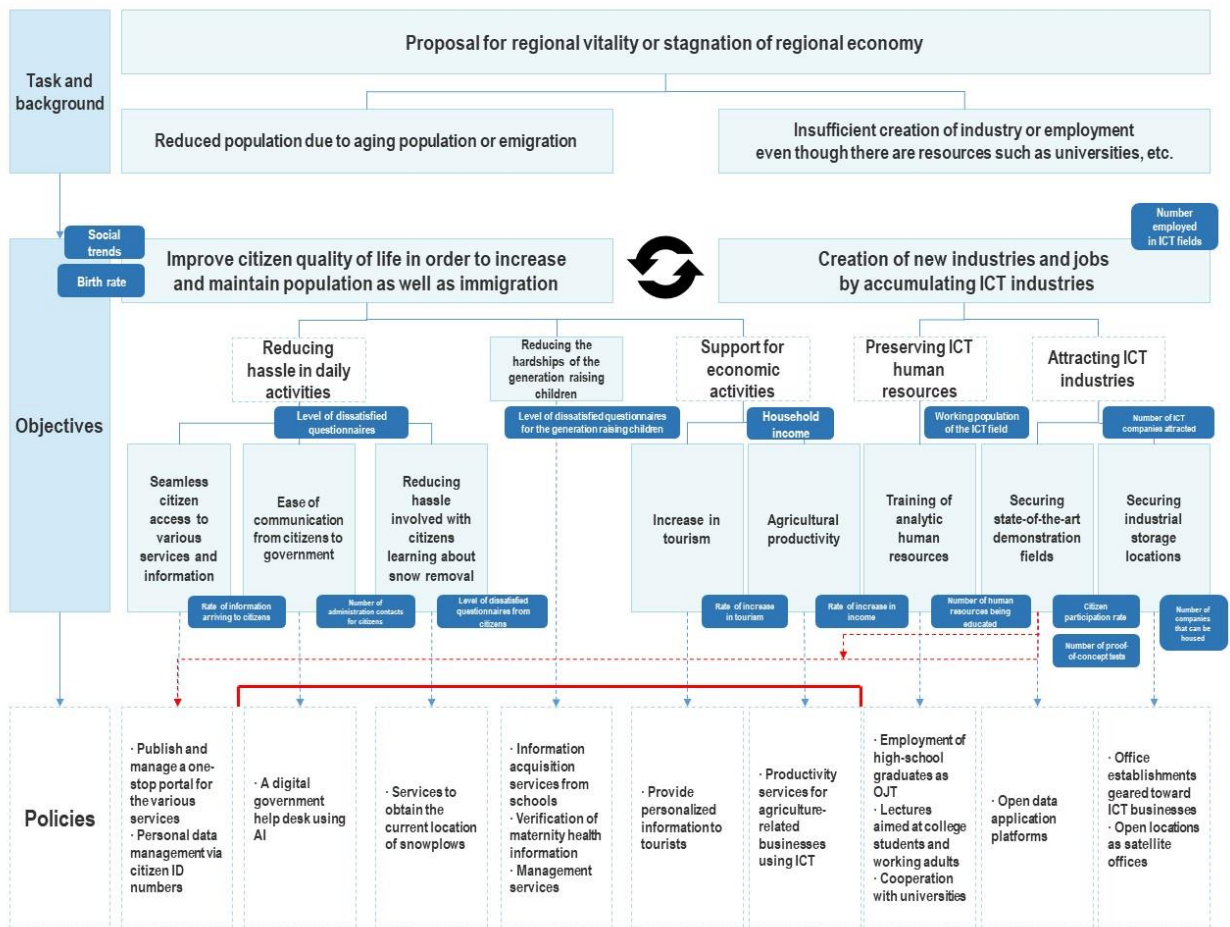 Task and
background
Proposal for regional vitality or stagnation of regional economy
Reduced population due to aging population or emigration
Insufficient creation of industry or employment
even though there are resources such as universities, etc.
Objectives
Social
trends
Birth rate
Improve citizen quality of life in order to increase
and maintain population as well as immigration
Number
employed
in ICT fields
Creation of new industries and jobs
by accumulating ICT industries
Reducing
hassle in daily
activities
Reducing the
hardships of the
generation raising
children
Support for
economic
activities
Preserving ICT
human
resources
Attracting ICT
industries
Level of dissatisfied
questionnaires
Level of dissatisfied questionnaires
for the generation raising children
Household
income
Working population
of the ICT field
Number of ICT
companies attracted
Seamless
citizen
access to
various
services and
information
Ease of
communication
from citizens to
government
Reducing
hassle
involved with
citizens
learning about
snow removal
Increase in
tourism
Agricultural
productivity
Training of
analytic
human
resources
Securing
state-of-the-art
demonstration
fields
Securing
industrial
storage
locations
Rate of information
arriving to citizens
Number of
administration contacts
for citizens
Level of dissatisfied
questionnaires from
citizens
Rate of increase
in tourism
Rate of increase in
income
Number of human
resources being
educated
Citizen
participation rate
Number of proof-
of-concept tests
Number of
companies
that can be
housed
Policies
· Publish and
manage a one-
stop portal for
the various
services
· Personal data
management via
citizen ID
numbers
· A digital
government
help desk using
AI
· Services to
obtain the
current location
of snowplows
· Information
acquisition
services from
schools
· Verification of
maternity health
information
· Management
services
· Provide
personalized
information to
tourists
· Productivity
services for
agriculture-
related
businesses
using ICT
· Employment of
high-school
graduates as
OJT
· Lectures
aimed at college
students and
working adults
· Cooperation
with universities
· Open data
application
platforms
· Office
establishments
geared toward
ICT businesses
· Open locations
as satellite
offices